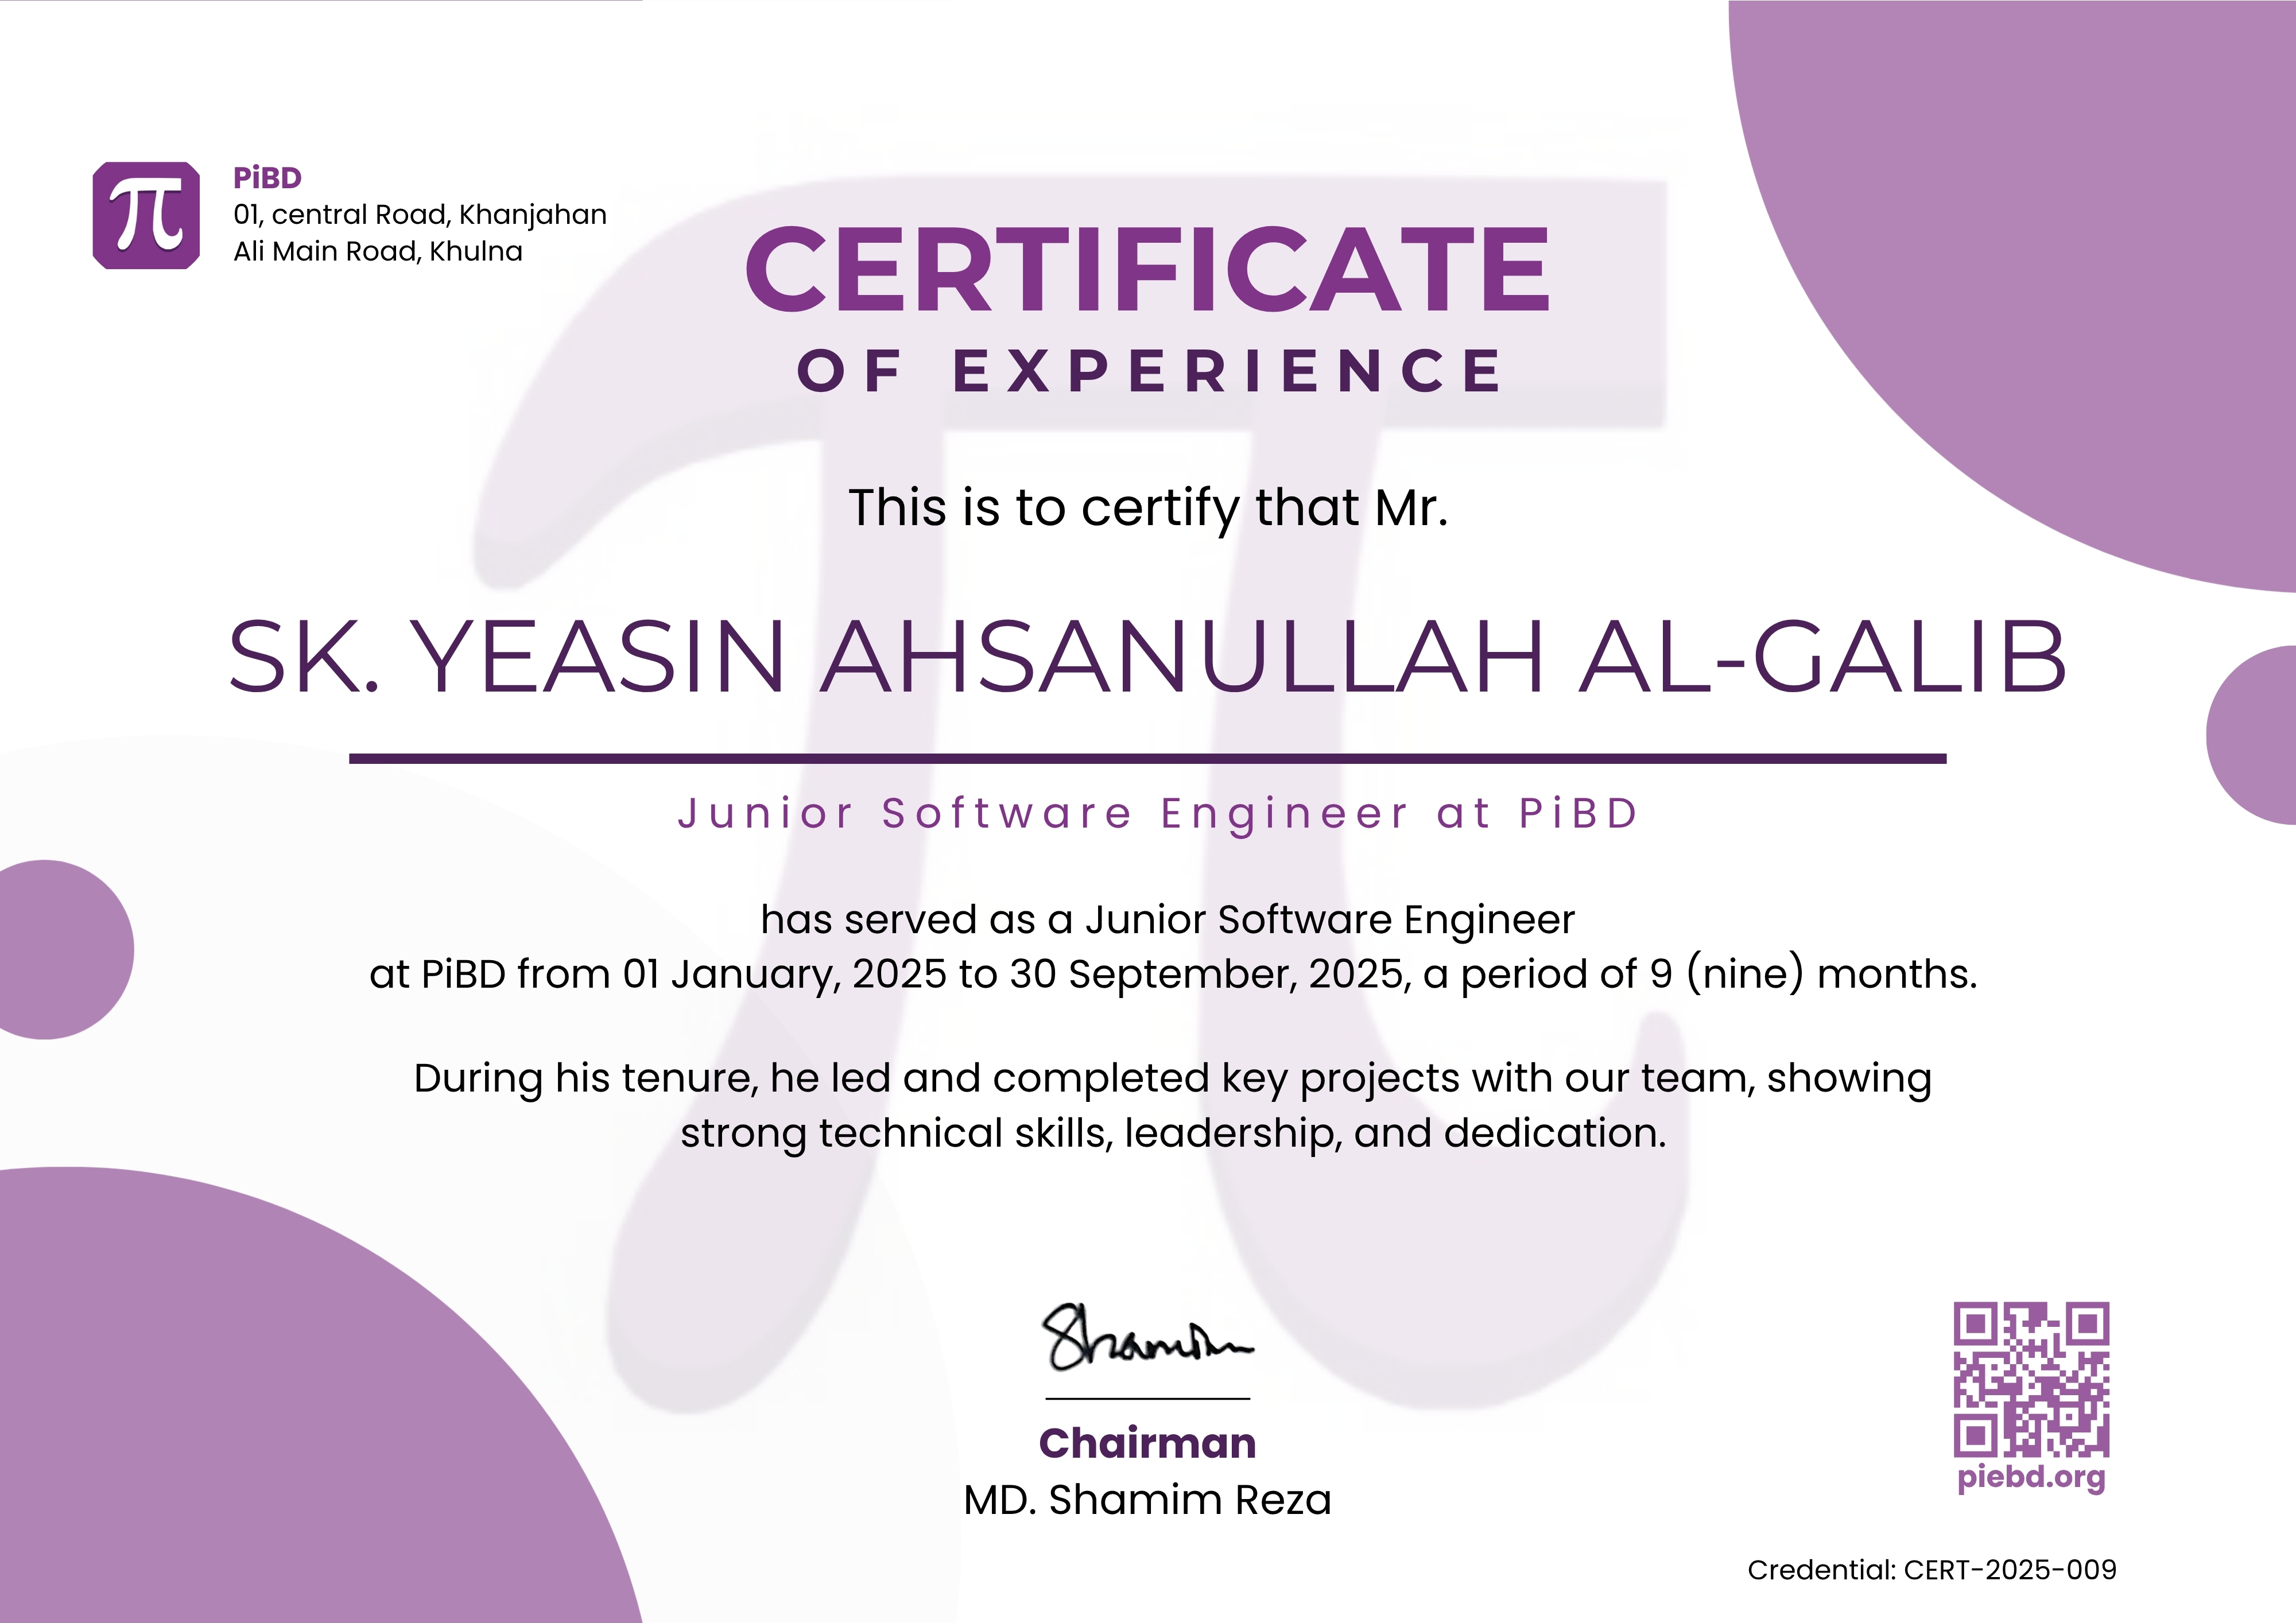 π
PiBD
01, central Road, Khanjahan
Ali Main Road, Khulna
CERTIFICATE
OF EXPERIENCE
This is to certify that Mr.
SK. YEASIN AHSANULLAH AL-GALIB
Junior Software Engineer at PiBD
has served as a Junior Software Engineer
at PiBD from 01 January, 2025 to 30 September, 2025, a period of 9 (nine) months.
During his tenure, he led and completed key projects with our team, showing
strong technical skills, leadership, and dedication.
Shamim
Chairman
MD. Shamim Reza
piebd.org
Credential: CERT-2025-009